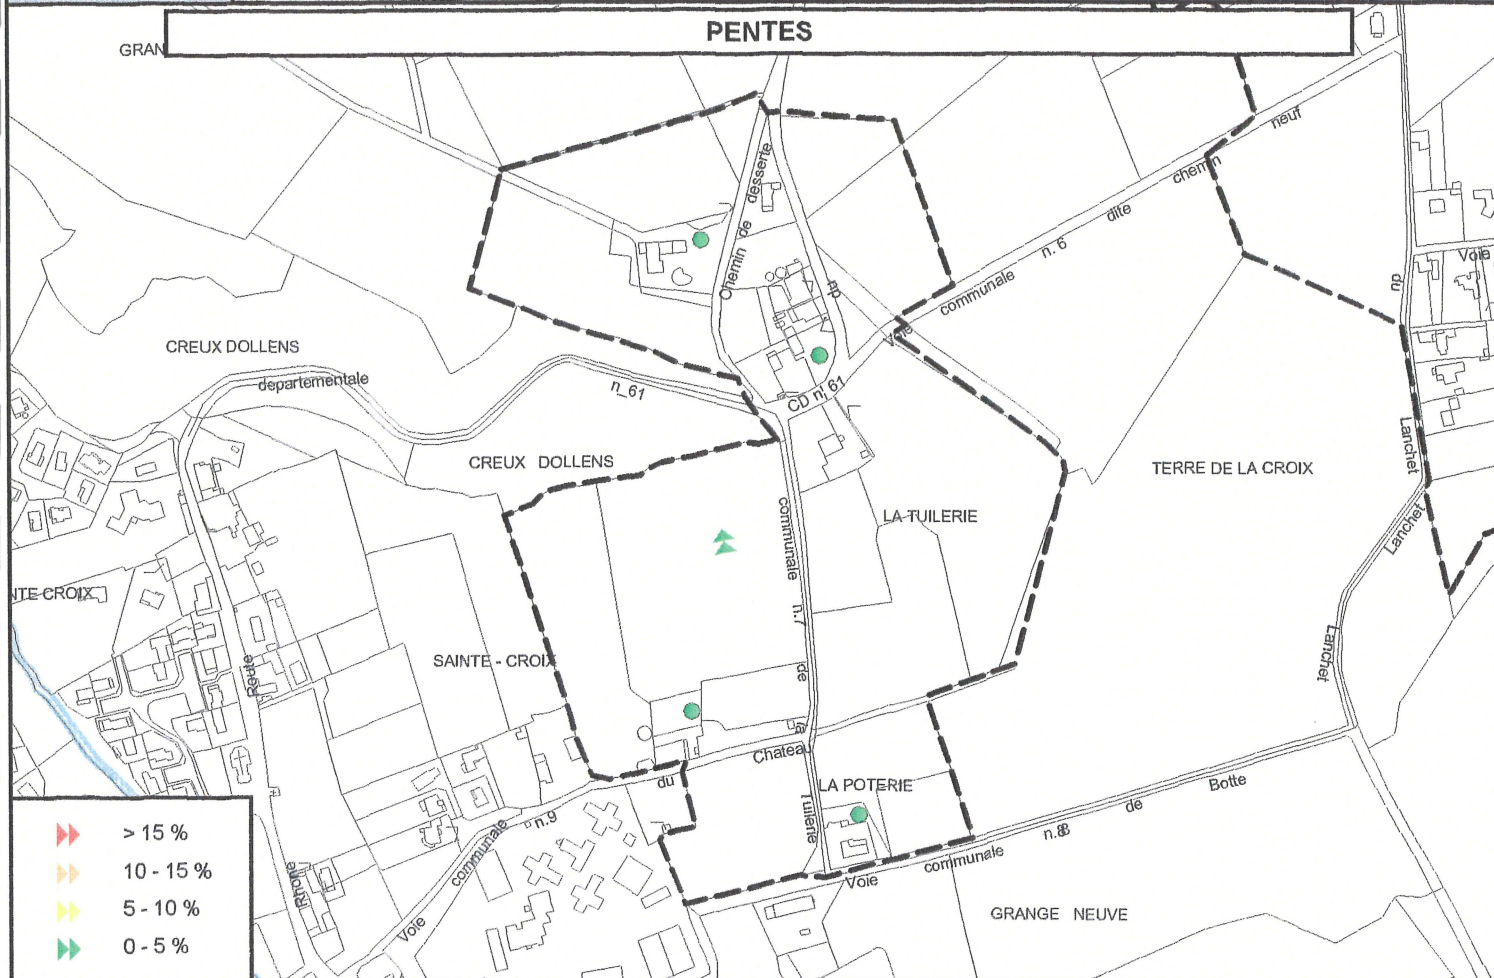 PENTES
GRAN
neuf
chemin
dite
n. 6
communale
Voie
Chemin de desserte
du
CD n. 61
Voie
du
CREUX DOLLENS
departementale
n_61
CREUX DOLLENS
TERRE DE LA CROIX
Lanchet
Lanchet
Lanchet
LA TUILERIE
communale n.7 de la Tuilerie
NTE CROIX
SAINTE - CROIX
Route
Rhone
Chateau
du
n.9
communale
Voie
LA POTERIE
Botte
de
n.8
communale
Voie
GRANGE NEUVE
> 15 %
10 - 15 %
5 - 10 %
0 - 5 %